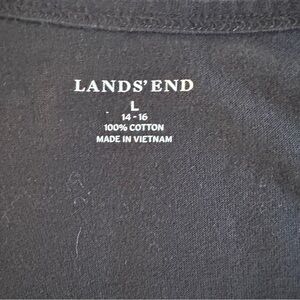 LANDS' END
L
14-16
100% COTTON
MADE IN VIETNAM